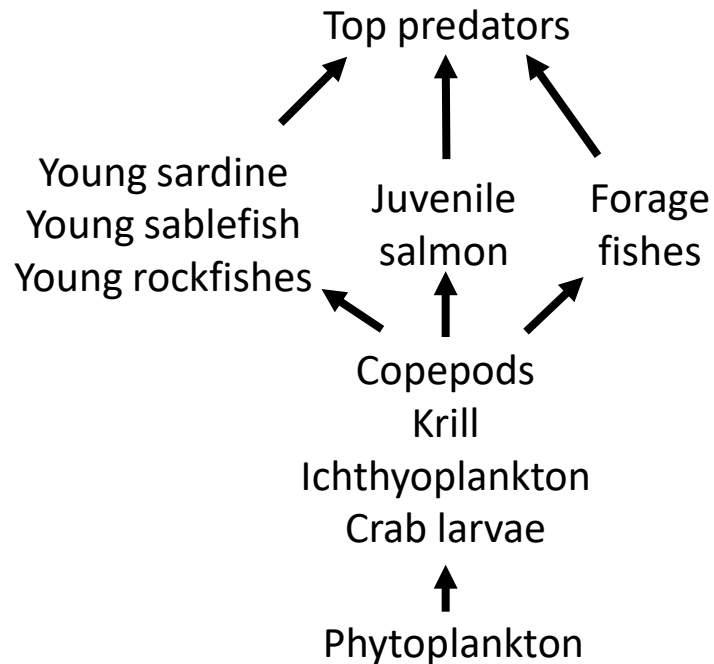 Top predators
Young sardine
Young sablefish
Young rockfishes
Juvenile
salmon
Forage
fishes
Copepods
Krill
Ichthyoplankton
Crab larvae
Phytoplankton